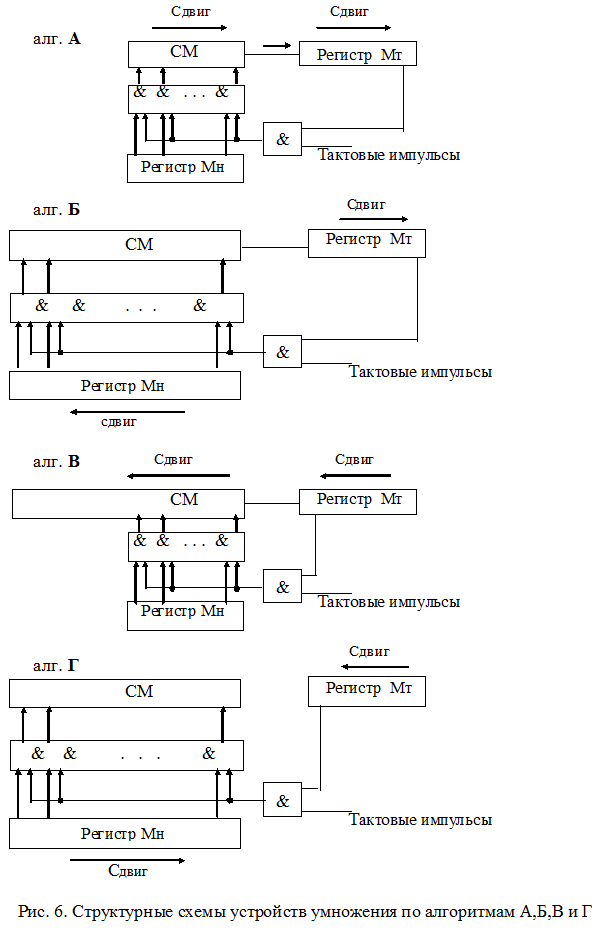 Сдвиг Сдвиг
алг. А
СМ Регистр Мт
& & . . . &
&
Тактовые импульсы
Регистр Мн
Сдвиг
алг. Б
СМ Регистр Мт
& & . . . &
&
Тактовые импульсы
Регистр Мн
сдвиг
Сдвиг Сдвиг
алг. В
СМ Регистр Мт
& & . . . &
&
Тактовые импульсы
Регистр Мн
Сдвиг
алг. Г
СМ Регистр Мт
& & . . . &
&
Тактовые импульсы
Регистр Мн
Сдвиг
Рис. 6. Структурные схемы устройств умножения по алгоритмам А,Б,В и Г